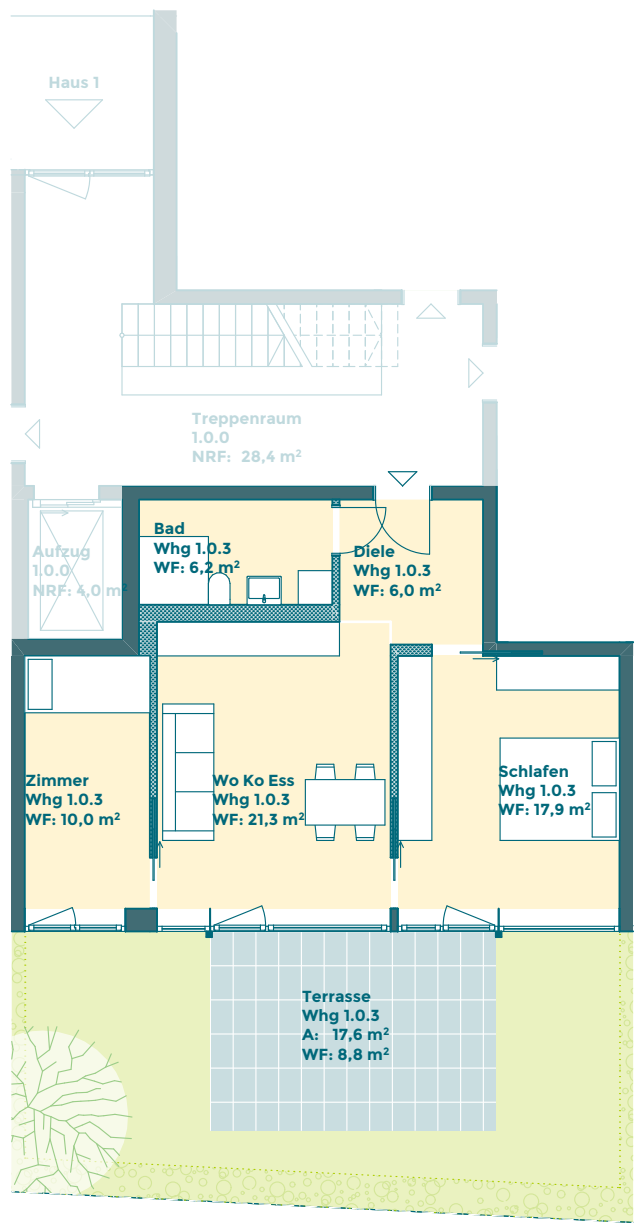 Haus 1
Treppenraum
1.0.0
NRF: 28,4 m²
Aufzug
1.0.0
NRF: 4,0 m²
Bad
Whg 1.0.3
WF: 6,2 m²
Diele
Whg 1.0.3
WF: 6,0 m²
Zimmer
Whg 1.0.3
WF: 10,0 m²
Wo Ko Ess
Whg 1.0.3
WF: 21,3 m²
Schlafen
Whg 1.0.3
WF: 17,9 m²
Terrasse
Whg 1.0.3
A: 17,6 m²
WF: 8,8 m²